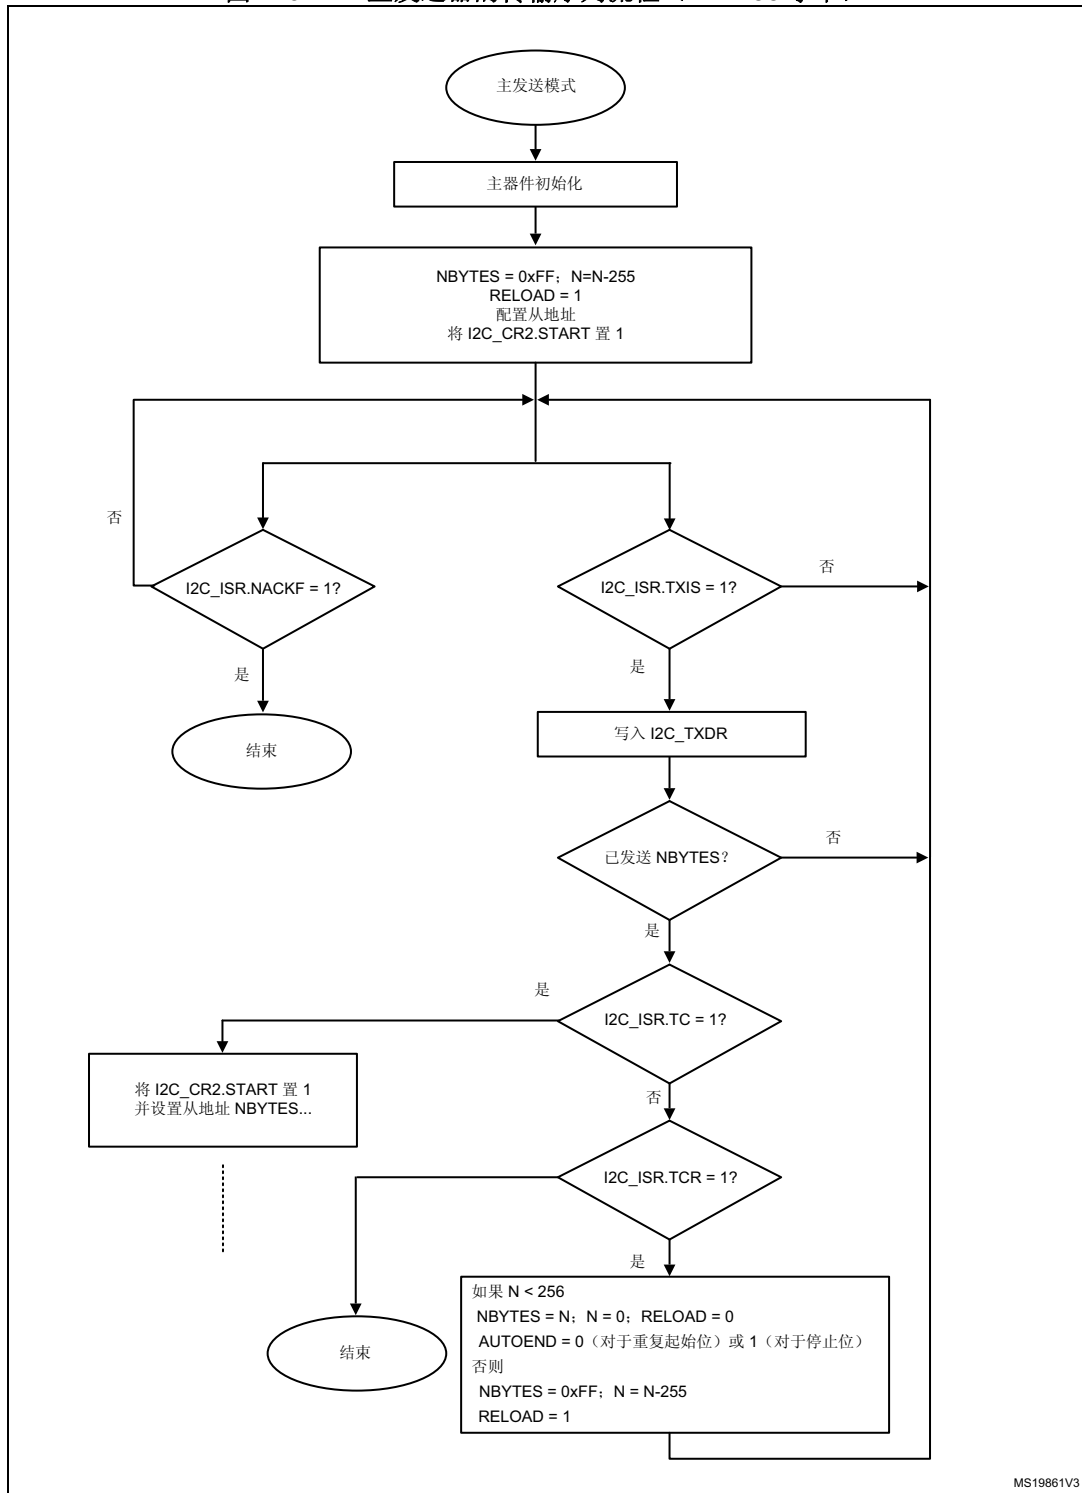 主发送模式
主器件初始化
NBYTES = 0xFF；N=N-255
RELOAD = 1
配置从地址
将 I2C_CR2.START 置 1
否
I2C_ISR.NACKF = 1?
是
结束
I2C_ISR.TXIS = 1?
否
是
写入 I2C_TXDR
已发送 NBYTES？
否
是
I2C_ISR.TC = 1?
是
将 I2C_CR2.START 置 1
并设置从地址 NBYTES...
否
I2C_ISR.TCR = 1?
结束
是
如果 N < 256
NBYTES = N；N = 0；RELOAD = 0
AUTOEND = 0（对于重复起始位）或 1（对于停止位）
否则
NBYTES = 0xFF；N = N-255
RELOAD = 1
MS19861V3